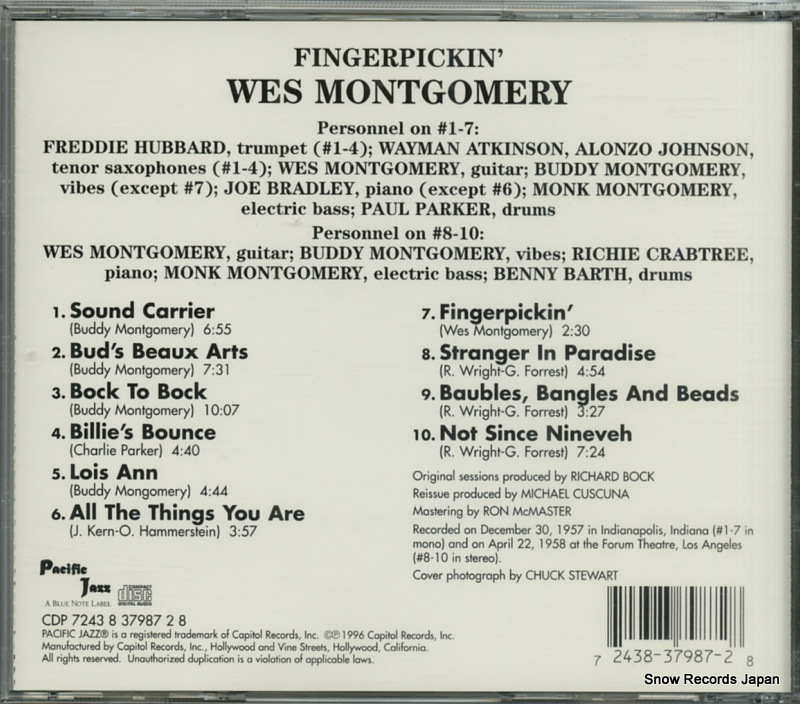 FINGERPICKIN'
WES MONTGOMERY
Personnel on #1-7:
FREDDIE HUBBARD, trumpet (#1-4); WAYMAN ATKINSON, ALONZO JOHNSON,
tenor saxophones (#1-4); WES MONTGOMERY, guitar; BUDDY MONTGOMERY,
vibes (except #7); JOE BRADLEY, piano (except #6); MONK MONTGOMERY,
electric bass; PAUL PARKER, drums
Personnel on #8-10:
WES MONTGOMERY, guitar; BUDDY MONTGOMERY, vibes; RICHIE CRABTREE,
piano; MONK MONTGOMERY, electric bass; BENNY BARTH, drums
1. Sound Carrier
(Buddy Montgomery) 6:55
2. Bud's Beaux Arts
(Buddy Montgomery) 7:31
3. Bock To Bock
(Buddy Montgomery) 10:07
4. Billie's Bounce
(Charlie Parker) 4:40
5. Lois Ann
(Buddy Mongomery) 4:44
6. All The Things You Are
(J. Kern-O. Hammerstein) 3:57
7. Fingerpickin'
(Wes Montgomery) 2:30
8. Stranger In Paradise
(R. Wright-G. Forrest) 4:54
9. Baubles, Bangles And Beads
(R. Wright-G. Forrest) 3:27
10. Not Since Nineveh
(R. Wright-G. Forrest) 7:24
Original sessions produced by RICHARD BOCK
Reissue produced by MICHAEL CUSCUNA
Mastering by RON McMASTER
Recorded on December 30, 1957 in Indianapolis, Indiana (#1-7 in
mono) and on April 22, 1958 at the Forum Theatre, Los Angeles
(#8-10 in stereo).
Cover photograph by CHUCK STEWART
Pacific
Jazz
A BLUE NOTE LABEL
COMPACT
disc
DIGITAL AUDIO
CDP 7243 8 37987 2 8
PACIFIC JAZZ® is a registered trademark of Capitol Records, Inc. ©℗1996 Capitol Records, Inc.
Manufactured by Capitol Records, Inc., Hollywood and Vine Streets, Hollywood, California.
All rights reserved. Unauthorized duplication is a violation of applicable laws.
7 2438-37987-2 8
Snow Records Japan